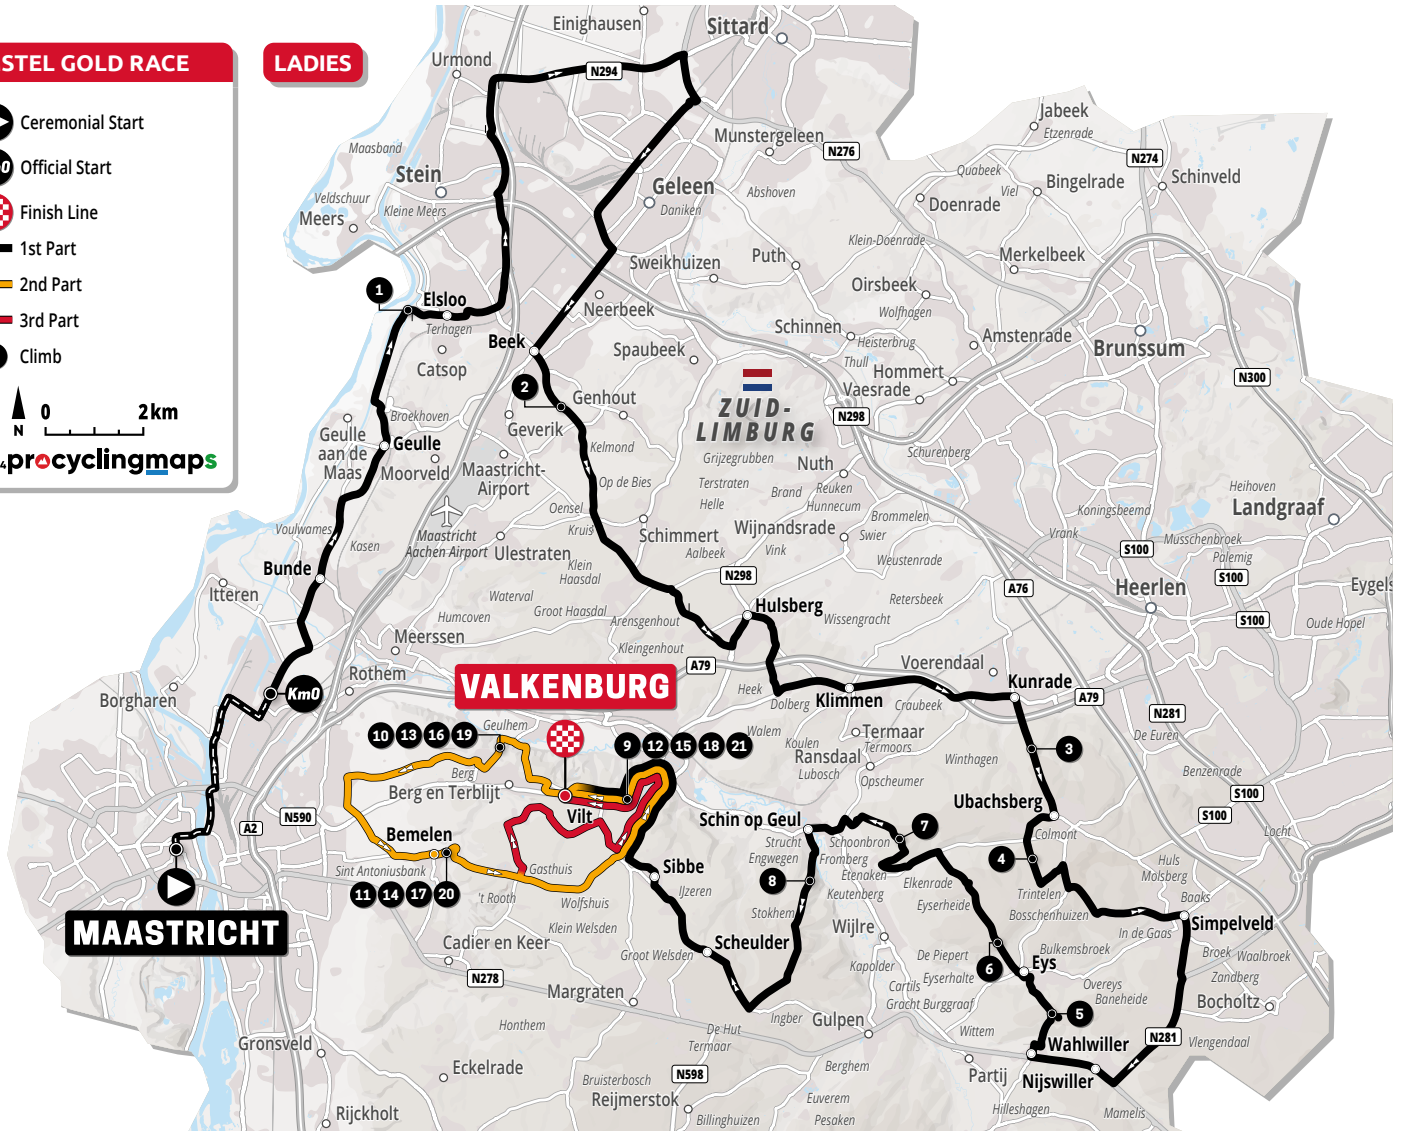 STEL GOLD RACE
LADIES
Ceremonial Start
Official Start
Finish Line
1st Part
2nd Part
3rd Part
Climb
N
0 2km
procyclingmaps
Einighausen
Sittard
Urmond
N294
Jabeek
Etzenrade
Munstergeleen
N276
N274
Maasband
Stein
Geleen
Abshoven
Quabeek
Viel
Bingelrade
Schinveld
Veldschuur
Meers
Kleine Meers
Daniken
Doenrade
Klein-Doenrade
Merkelbeek
Sweikhuizen
Puth
1
Elsloo
Terhagen
Neerbeek
Oirsbeek
Wolfhagen
Schinnen
Heisterbrug
Amstenrade
Brunssum
Beek
Spaubeek
Thull
Hommert
Vaesrade
N300
Catsop
2
Genhout
ZUID-
LIMBURG
N298
Broekhoven
Geverik
Geulle
aan de
Maas
Geulle
Moorveld
Kelmond
Grijzegrubben
Schurenberg
Maastricht-
Airport
Op de Bies
Terstraten
Nuth
Brand
Reuken
Helle
Hunnecum
Heihoven
Landgraaf
Oensel
Kruis
Schimmert
Wijnandsrade
Brommelen
Koningsbeemd
Voulwames
Kasen
Maastricht
Aachen Airport
Ulestraten
Aalbeek
Vink
Swier
Vrank
Musschenbroek
S100
Palemig
Bunde
Klein
Haasdal
Weustenrade
N298
A76
Heerlen
S100
Eygels
Itteren
Waterval
Groot Haasdal
Hulsberg
Retersbeek
Humcoven
Arensgenhout
Wissengracht
S100
Oude Hopel
Meerssen
Kleingenhout
A79
Voerendaal
Rothem
Km0
VALKENBURG
Heek
Klimmen
Kunrade
A79
Borgharen
Dolberg
Craubeek
N281
De Euren
10 13 16 19
Geulhem
9 12 15 18 21
Walem
Koulen
Termaar
Termoors
Ransdaal
Lubosch
Opscheumer
Winthagen
3
Benzenrade
Berg
Berg en Terblijt
N590
A2
Vilt
Schin op Geul
Ubachsberg
S100
S100
Bemelen
Strucht
Schoonbron
7
Colmont
Locht
Engwegen
Fromberg
Etenaken
4
Huls
Molsberg
Sint Antoniusbank
Gasthuis
Sibbe
8
Keutenberg
Elkenrade
Trintelen
Baaks
11 14 17 20
't Rooth
IJzeren
Wolfshuis
Stokhem
Eyserheide
Bosschenhuizen
Simpelveld
MAASTRICHT
Klein Welsden
Wijlre
In de Gaas
Cadier en Keer
Scheulder
Groot Welsden
De Piepert
6
Bulkemsbroek
Broek
Waalbroek
N278
Kapolder
Eys
Eyserhalte
Zandberg
Margraten
Cartils
Gracht Burggraaf
Overeys
Baneheide
Bocholtz
Ingber
Gulpen
5
Honthem
De Hut
Wittem
Wahlwiller
N281
Vlengendaal
Gronsveld
Termaar
Eckelrade
N598
Berghem
Partij
Nijswiller
Bruisterbosch
Reijmerstok
Euverem
Hilleshagen
Mamelis
Rijckholt
Billinghuizen
Pesaken